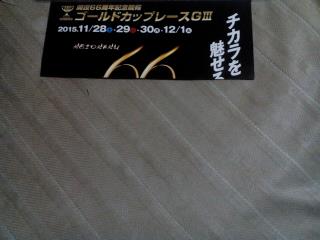 開設66周年記念競輪
ゴールドカップレースGⅢ
2015.11/28土・29日・30月・12/1火
66
チカラを
魅せろ